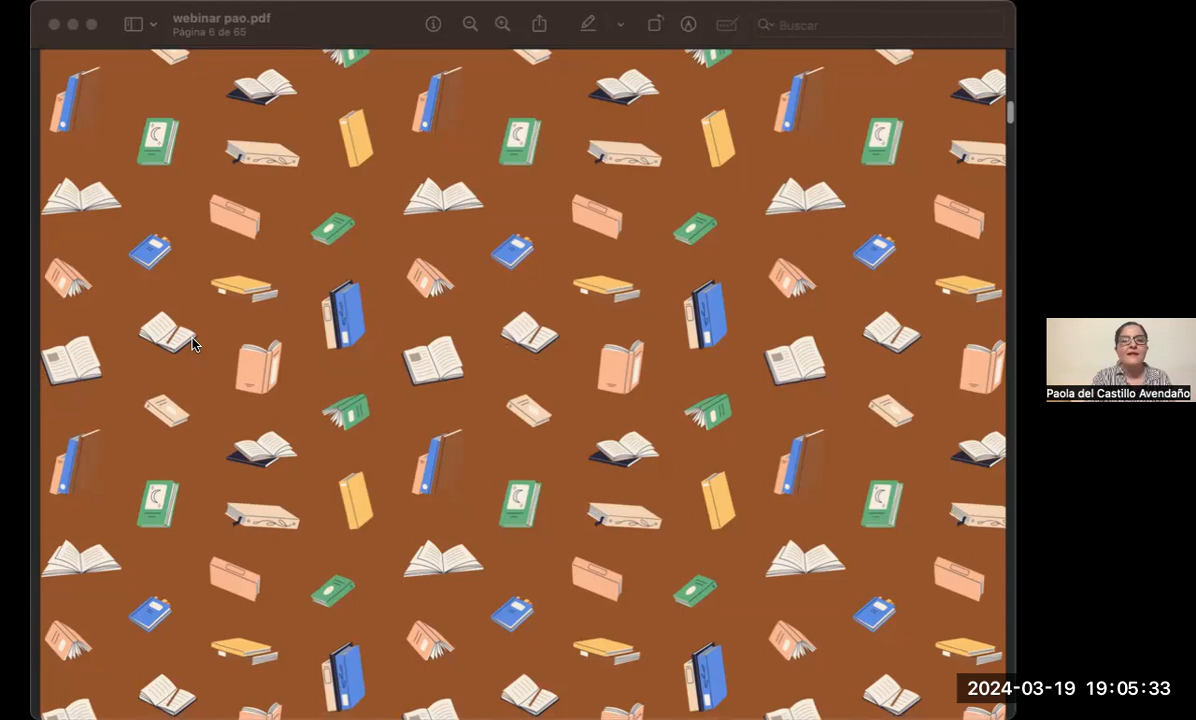 webinar pao.pdf
Página 6 de 65
Buscar
Paola del Castillo Avendaño
2024-03-19 19:05:33